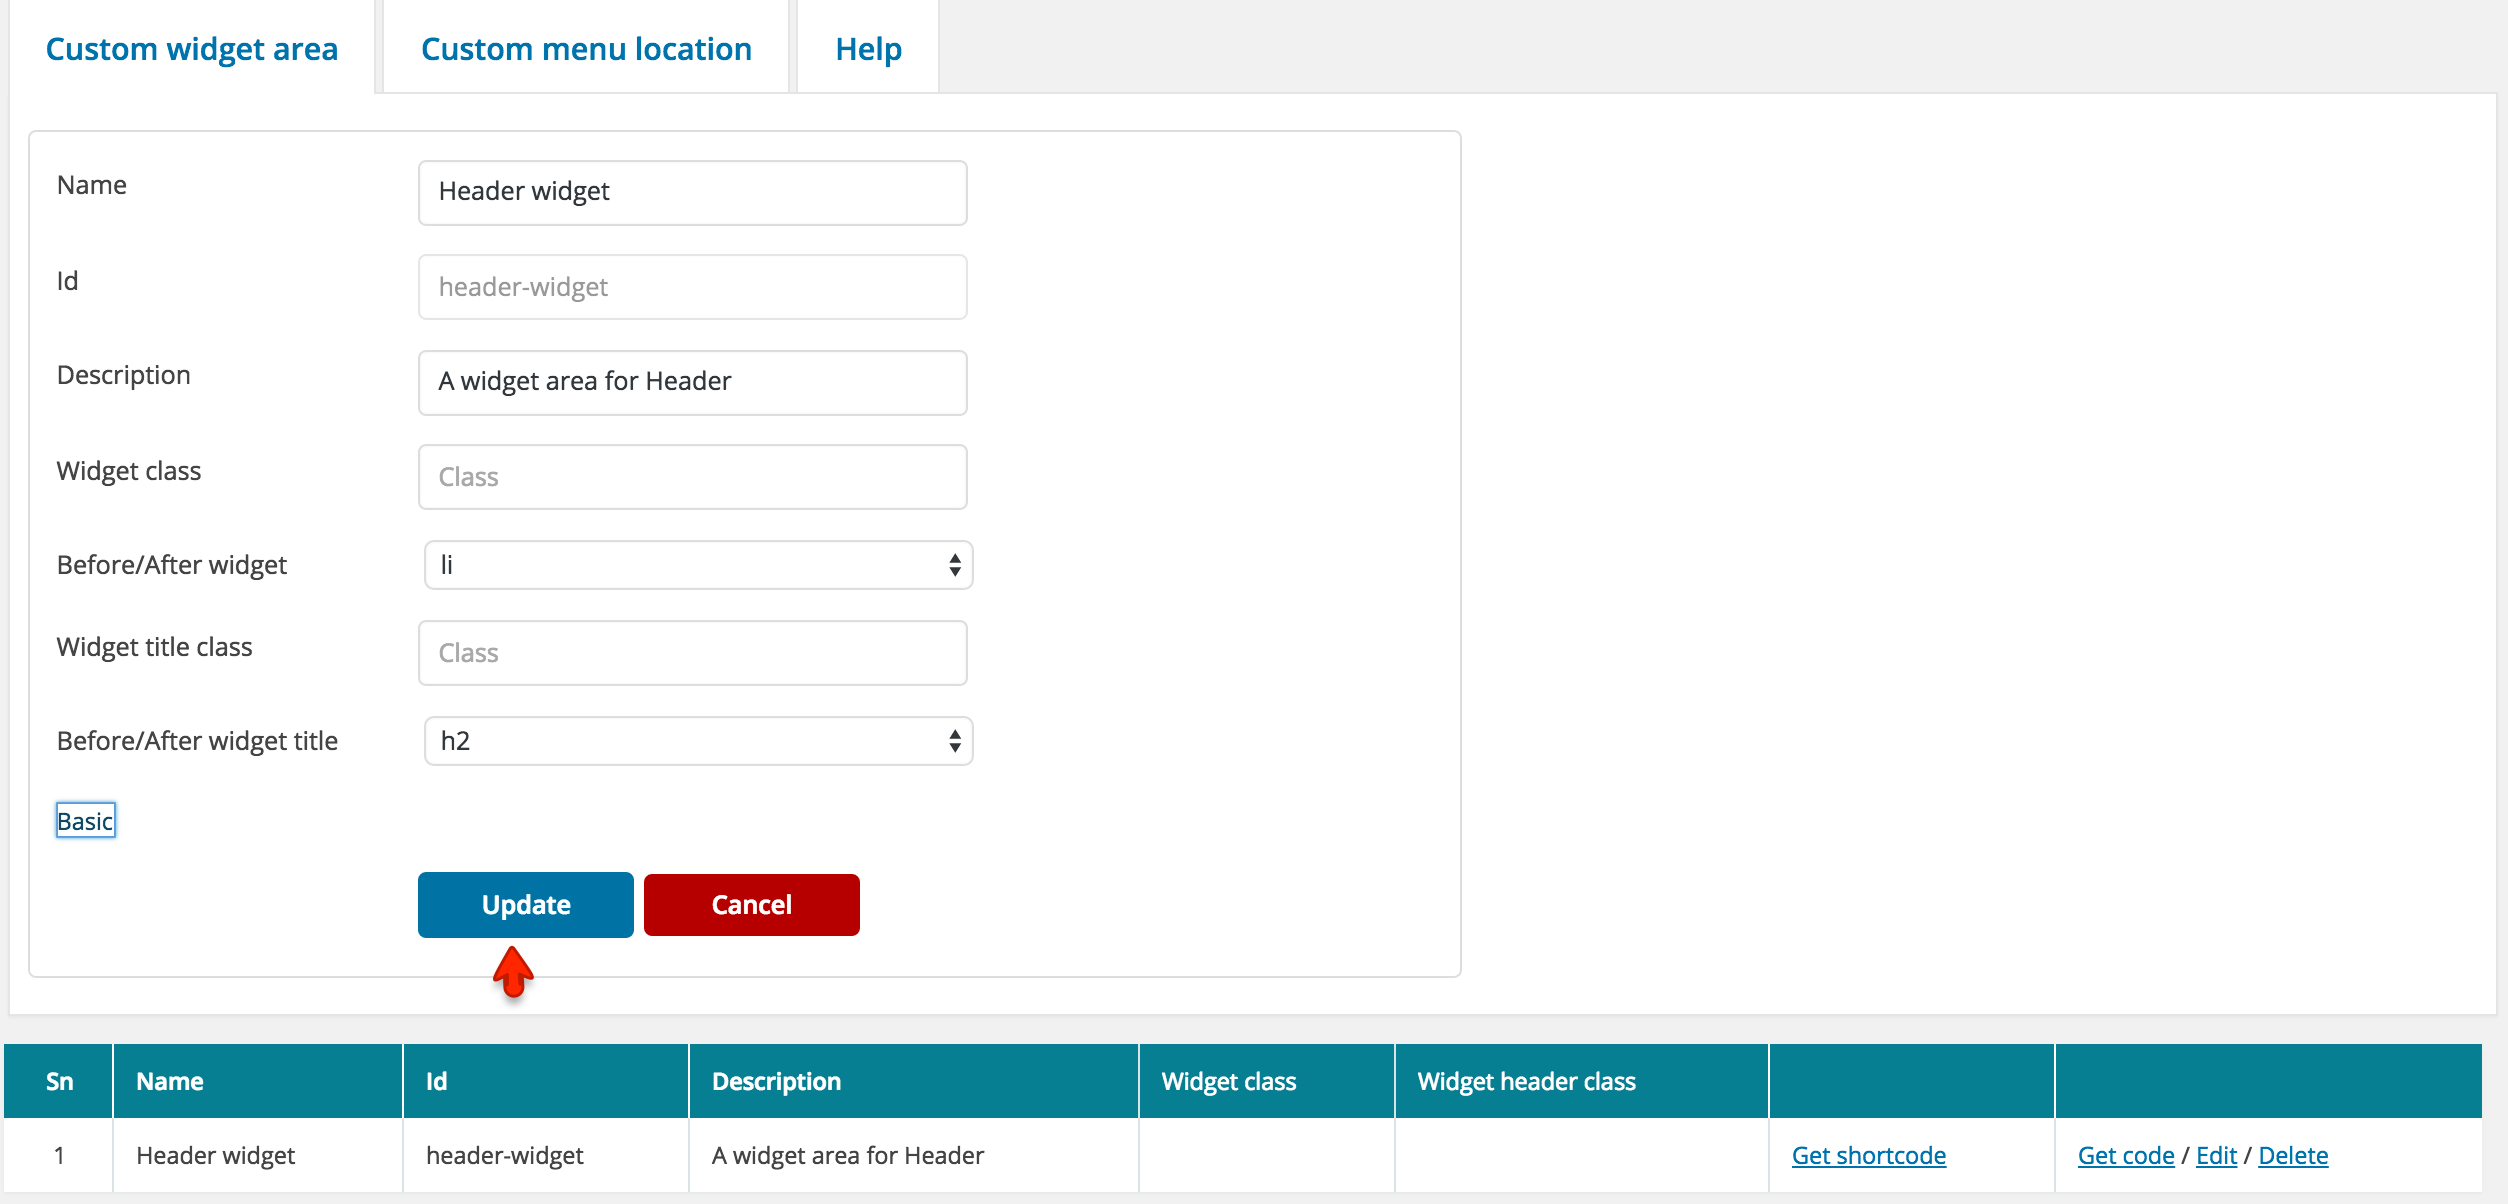 Custom widget area Custom menu location Help
Name Header widget
Id header-widget
Description A widget area for Header
Widget class Class
Before/After widget li
Widget title class Class
Before/After widget title h2
Basic
Update Cancel
Sn Name Id Description Widget class Widget header class
1 Header widget header-widget A widget area for Header Get shortcode Get code / Edit / Delete